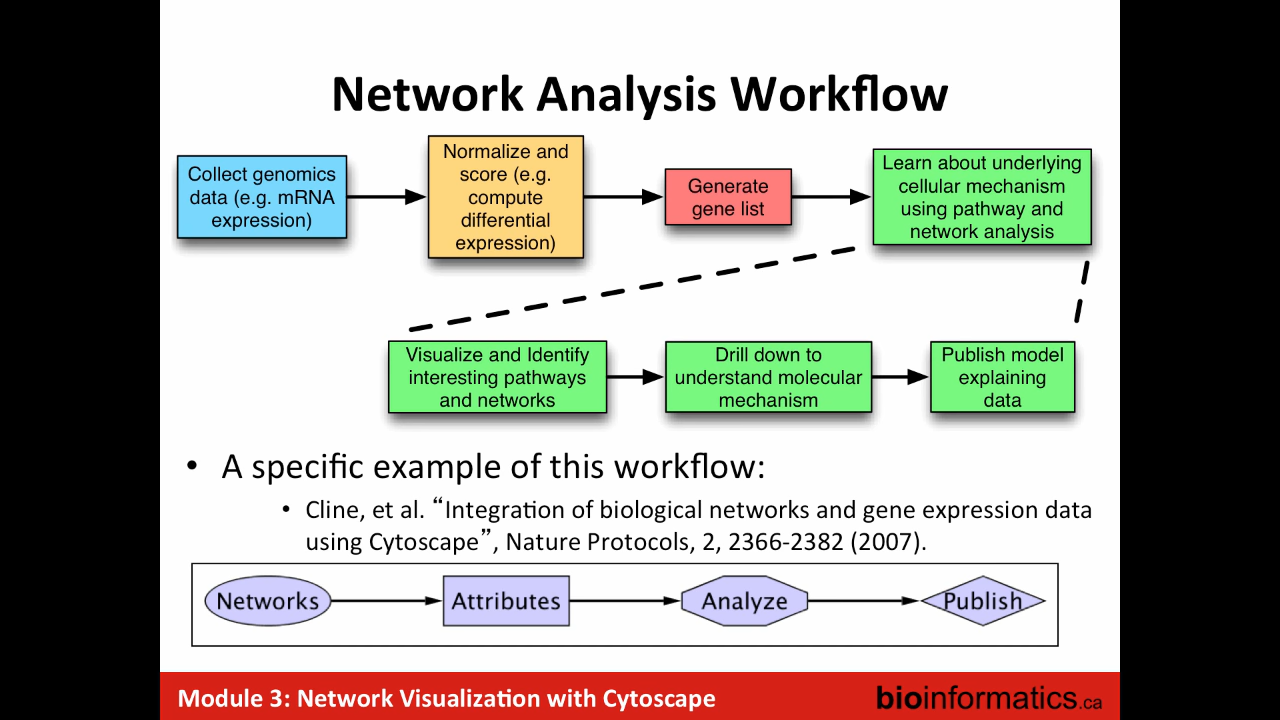 Network Analysis Workflow
Collect genomics
data (e.g. mRNA
expression)
Normalize and
score (e.g.
compute
differential
expression)
Generate
gene list
Learn about underlying
cellular mechanism
using pathway and
network analysis
Visualize and Identify
interesting pathways
and networks
Drill down to
understand molecular
mechanism
Publish model
explaining
data
• A specific example of this workflow:
• Cline, et al. “Integration of biological networks and gene expression data
using Cytoscape”, Nature Protocols, 2, 2366-2382 (2007).
Networks
Attributes
Analyze
Publish
Module 3: Network Visualization with Cytoscape
bioinformatics.ca